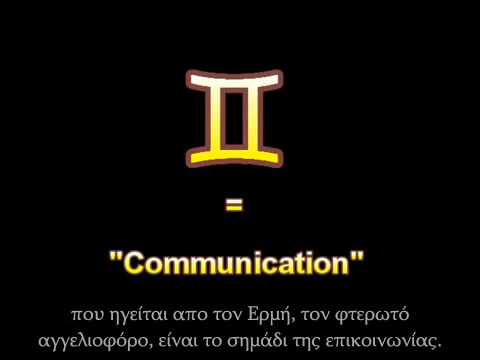 ♊
=
"Communication"
που ηγείται απο τον Ερμή, τον φτερωτό
αγγελιοφόρο, είναι το σημάδι της επικοινωνίας.